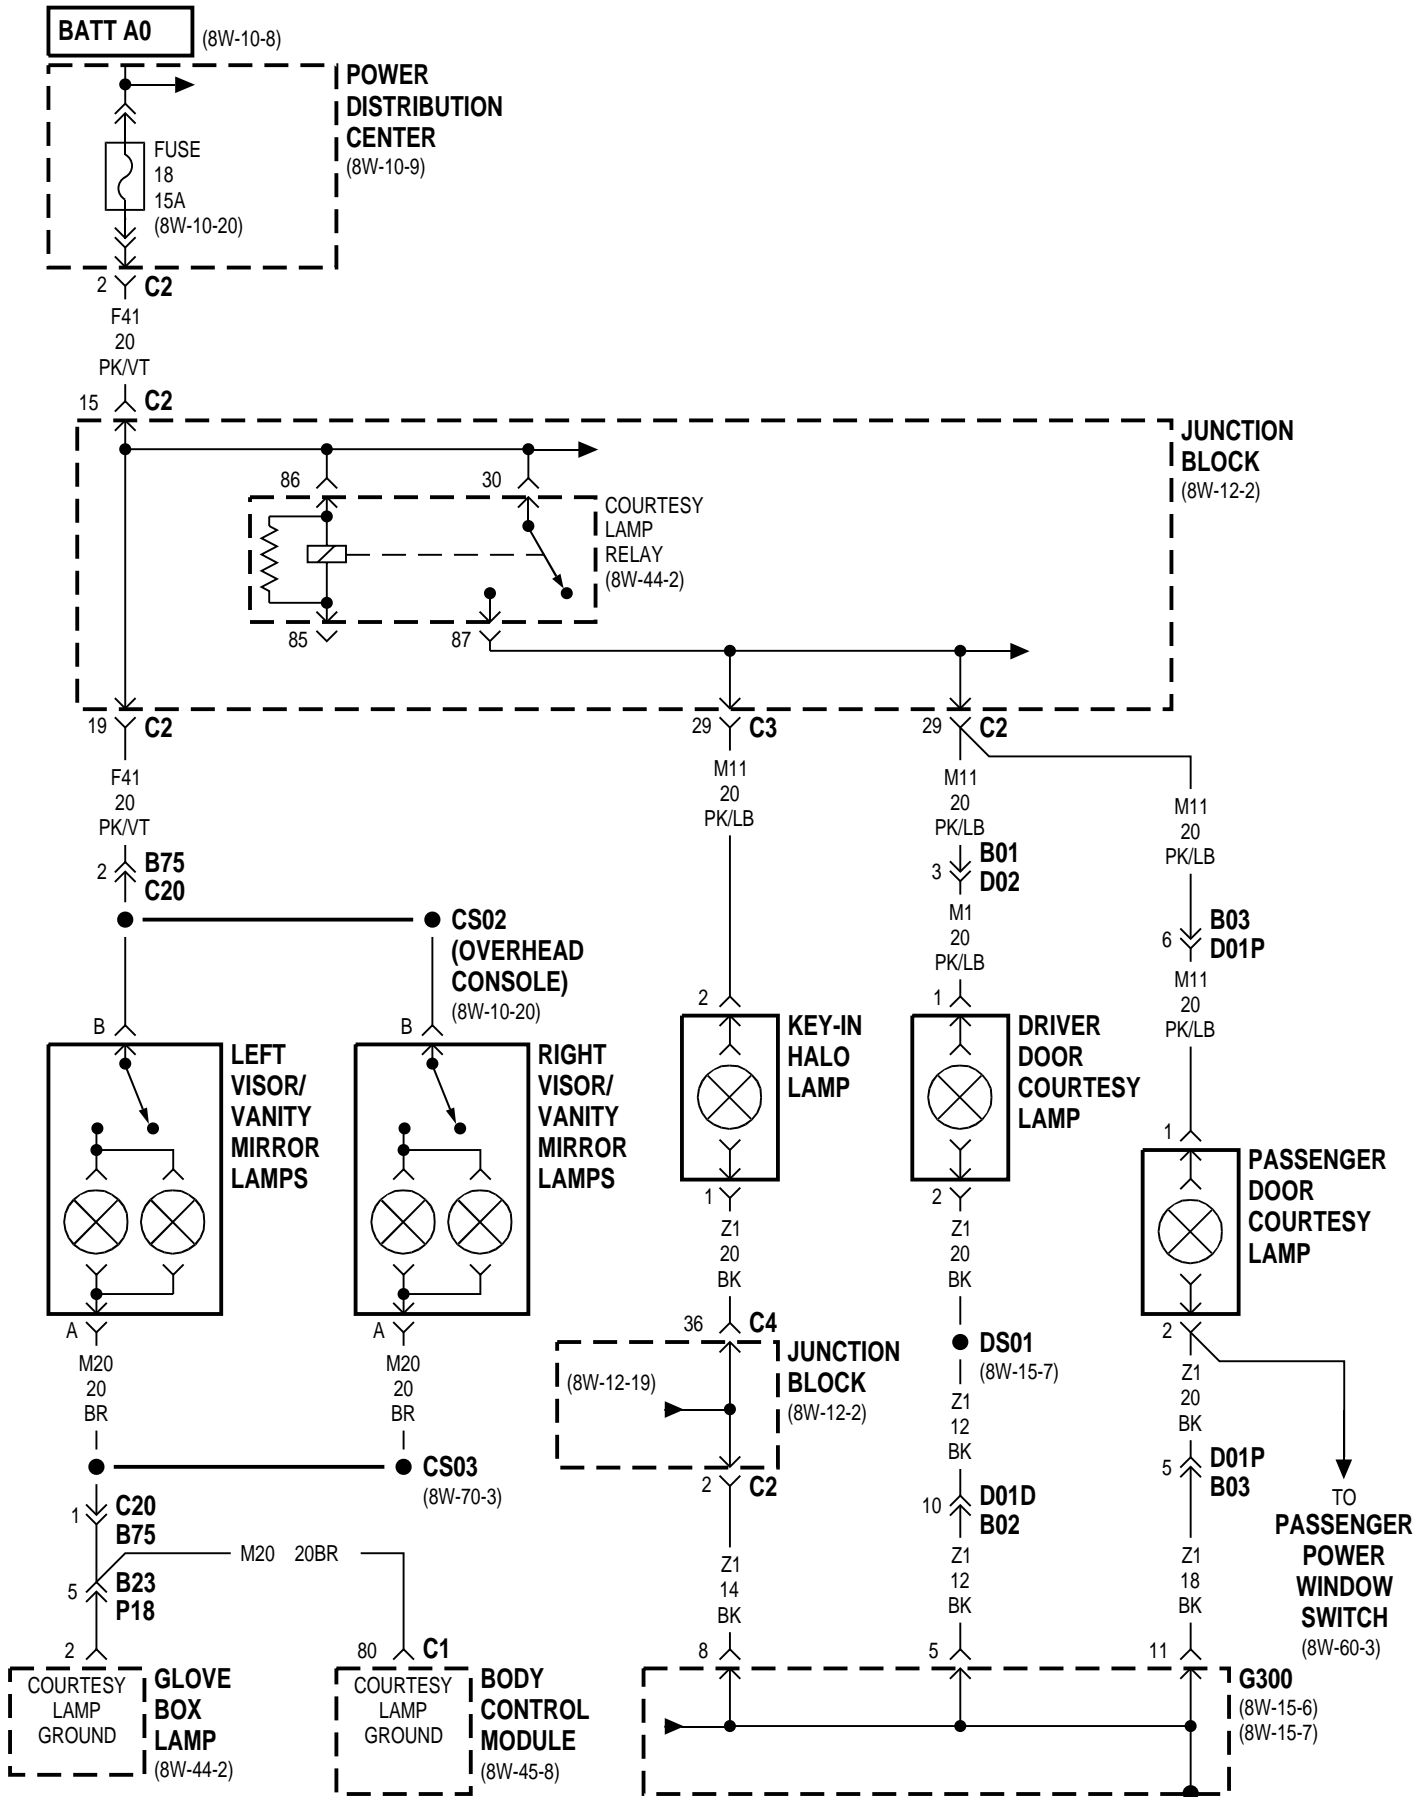 BATT A0
(8W-10-8)
POWER
DISTRIBUTION
CENTER
(8W-10-9)
FUSE
18
15A
(8W-10-20)
2
C2
F41
20
PK/VT
15
C2
JUNCTION
BLOCK
(8W-12-2)
86
30
COURTESY
LAMP
RELAY
(8W-44-2)
85
87
19
C2
29
C3
29
C2
F41
20
PK/VT
M11
20
PK/LB
M11
20
PK/LB
M11
20
PK/LB
2
B75
C20
3
B01
D02
M1
20
PK/LB
6
B03
D01P
M11
20
PK/LB
CS02
(OVERHEAD
CONSOLE)
(8W-10-20)
B
B
2
1
1
LEFT
VISOR/
VANITY
MIRROR
LAMPS
RIGHT
VISOR/
VANITY
MIRROR
LAMPS
KEY-IN
HALO
LAMP
DRIVER
DOOR
COURTESY
LAMP
PASSENGER
DOOR
COURTESY
LAMP
A
A
1
2
2
M20
20
BR
M20
20
BR
Z1
20
BK
Z1
20
BK
Z1
20
BK
36
C4
JUNCTION
BLOCK
(8W-12-2)
(8W-12-19)
2
C2
DS01
(8W-15-7)
Z1
12
BK
10
D01D
B02
5
D01P
B03
TO
PASSENGER
POWER
WINDOW
SWITCH
(8W-60-3)
CS03
(8W-70-3)
1
C20
B75
M20 20BR
5
B23
P18
Z1
14
BK
Z1
12
BK
Z1
18
BK
2
80
C1
8
5
11
COURTESY
LAMP
GROUND
GLOVE
BOX
LAMP
(8W-44-2)
COURTESY
LAMP
GROUND
BODY
CONTROL
MODULE
(8W-45-8)
G300
(8W-15-6)
(8W-15-7)